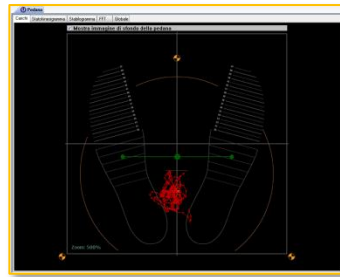 Pedana
Carichi Statokinesigramma Stabilogramma FFT Globale
Mostra immagine di sfondo della pedana
Zoom: 500%